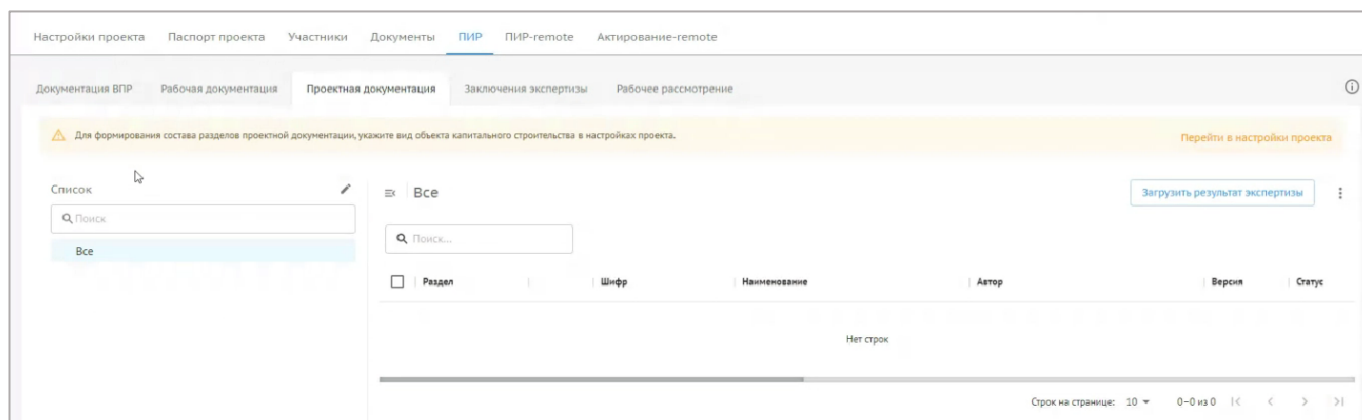 Настройки проекта Паспорт проекта Участники Документы ПИР ПИР-remote Актирование-remote
Документация ВПР Рабочая документация Проектная документация Заключения экспертизы Рабочее рассмотрение
Для формирования состава разделов проектной документации, укажите вид объекта капитального строительства в настройках проекта. Перейти в настройки проекта
Список
Поиск
Все
Все Загрузить результат экспертизы
Поиск...
Раздел Шифр Наименование Автор Версия Статус
Нет строк
Строк на странице: 10 0–0 из 0